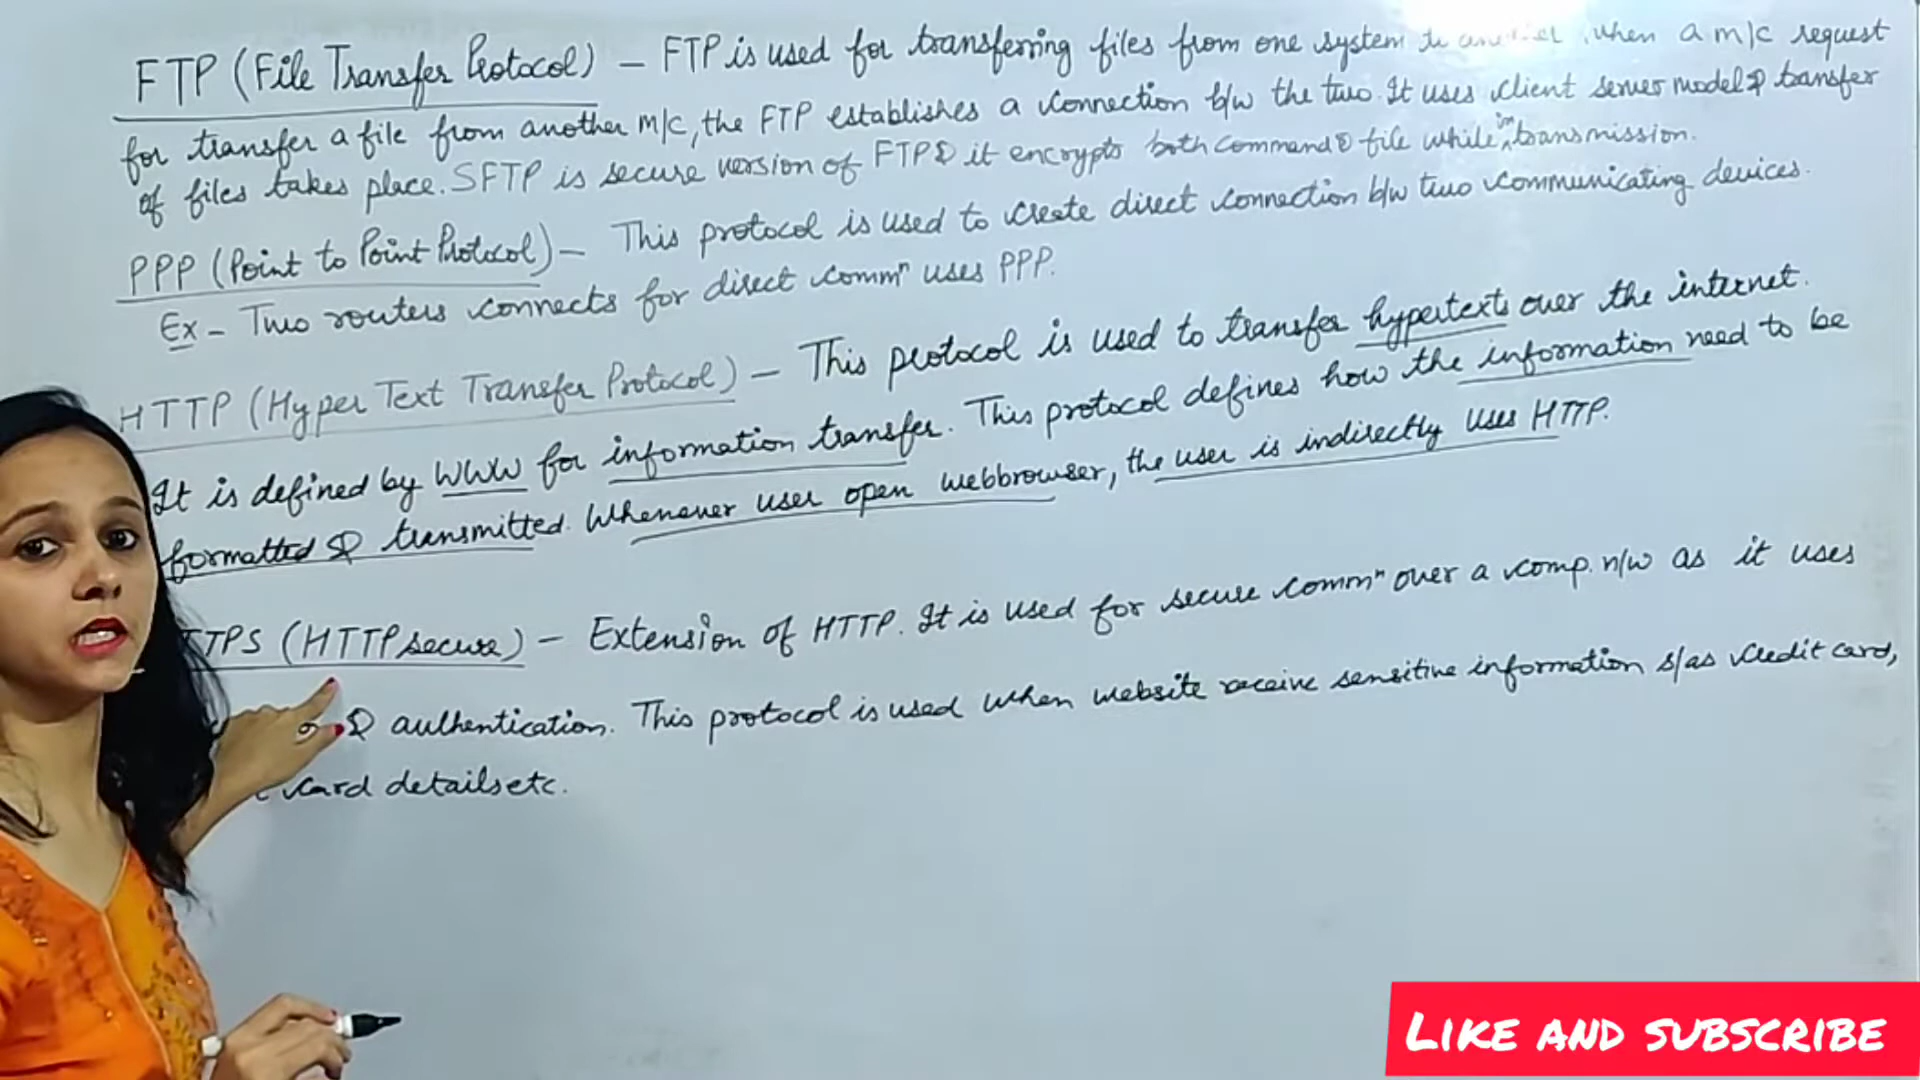 FTP (File Transfer Protocol) – FTP is used for transferring files from one system to another. when a m/c request
for transfer a file from another m/c, the FTP establishes a connection b/w the two. It uses client server model & transfer
of files takes place. SFTP is secure version of FTP & it encrypts both command & file while in transmission.
PPP (Point to Point Protocol) – This protocol is used to create direct connection b/w two communicating devices.
Ex – Two routers connects for direct commⁿ uses PPP.
HTTP (Hyper Text Transfer Protocol) – This protocol is used to transfer hypertexts over the internet.
It is defined by WWW for information transfer. This protocol defines how the information need to be
formatted & transmitted. Whenever user open webbrowser, the user is indirectly uses HTTP.
TTPS (HTTP secure) – Extension of HTTP. It is used for secure commⁿ over a comp. n/w as it uses
& authentication. This protocol is used when website receive sensitive information s/as credit card,
card details etc.
LIKE AND SUBSCRIBE